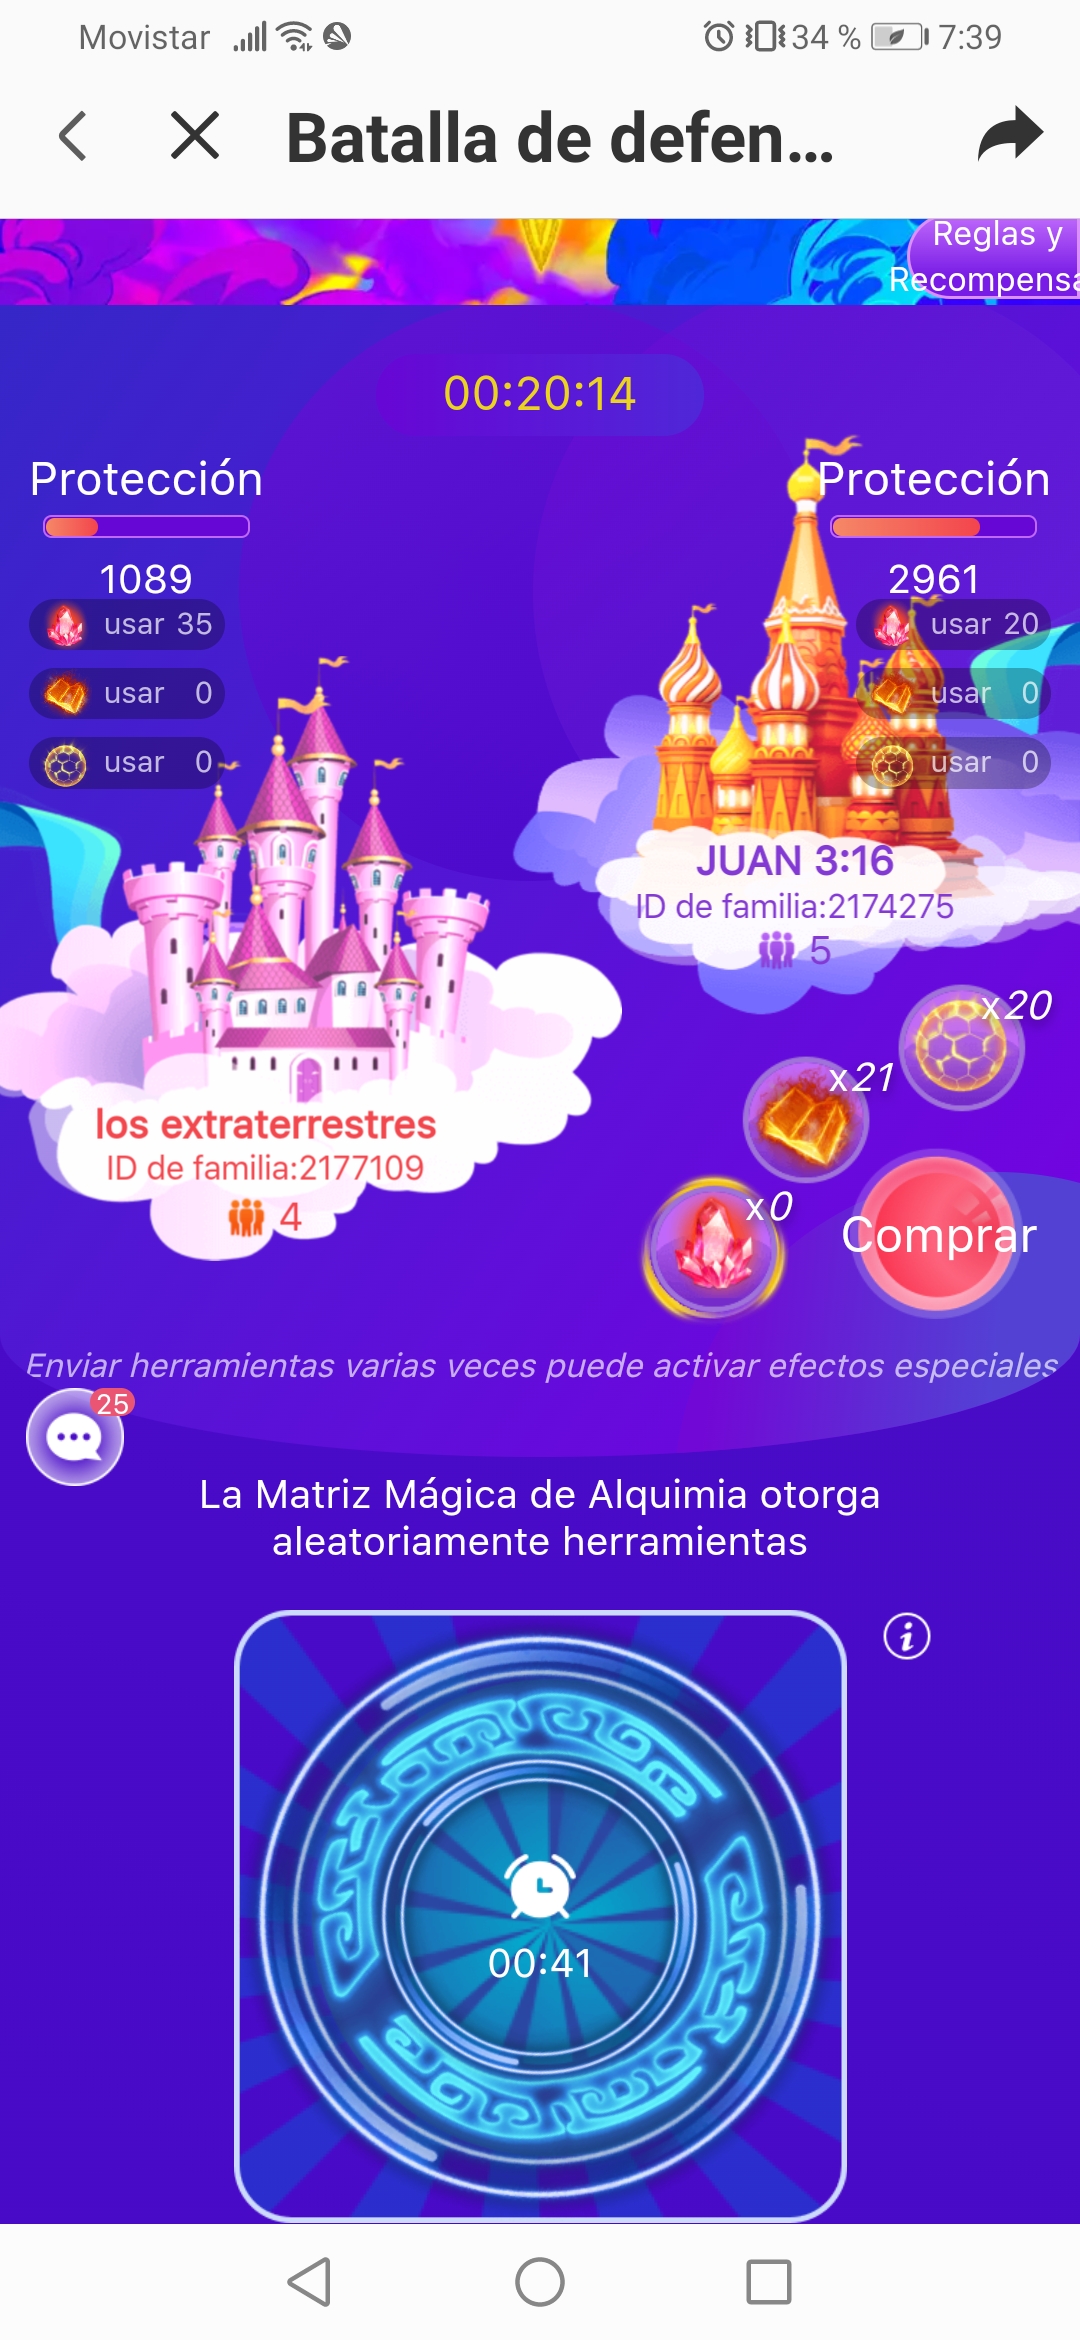 Movistar
34 %
7:39
Batalla de defen...
Reglas y
Recompensa
00:20:14
Protección
1089
usar 35
usar 0
usar 0
Protección
2961
usar 20
usar 0
usar 0
JUAN 3:16
ID de familia:2174275
5
los extraterrestres
ID de familia:2177109
4
x20
x21
x0
Comprar
Enviar herramientas varias veces puede activar efectos especiales
25
La Matriz Mágica de Alquimia otorga
aleatoriamente herramientas
00:41